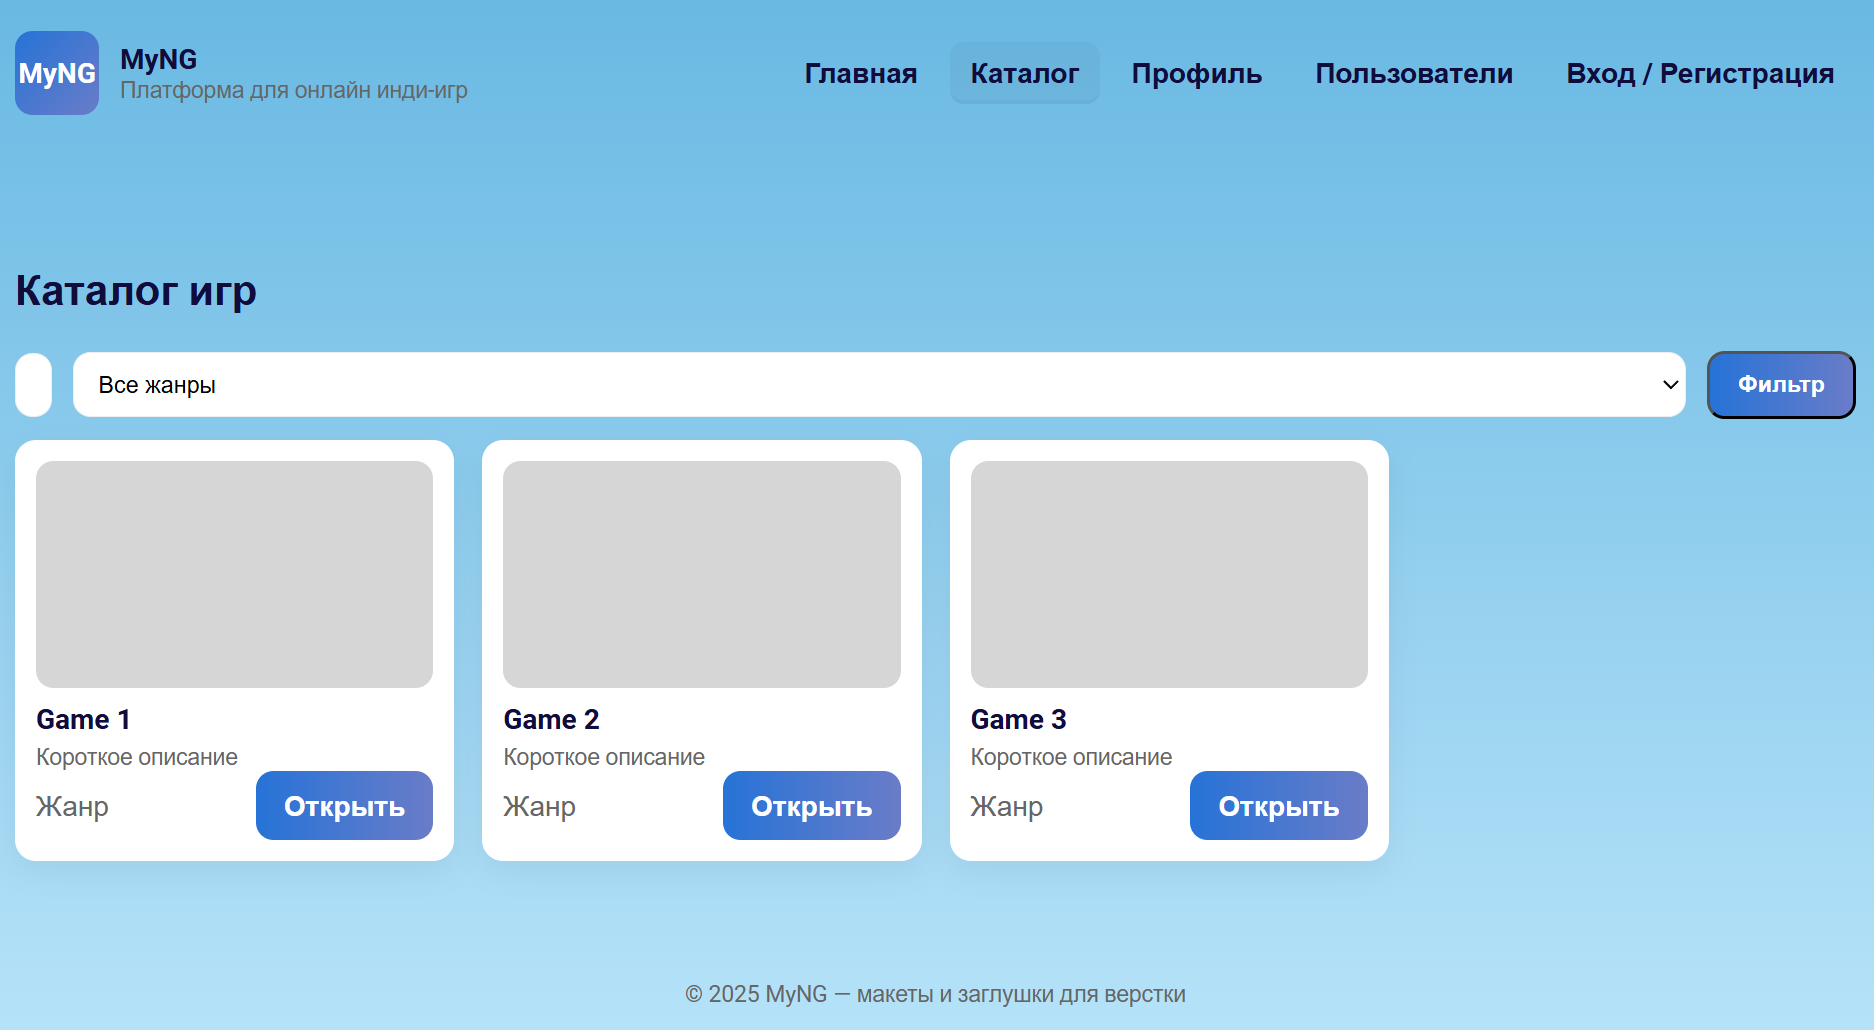 MyNG
MyNG
Платформа для онлайн инди-игр
Главная
Каталог
Профиль
Пользователи
Вход / Регистрация
Каталог игр
Все жанры
Фильтр
Game 1
Короткое описание
Жанр
Открыть
Game 2
Короткое описание
Жанр
Открыть
Game 3
Короткое описание
Жанр
Открыть
© 2025 MyNG — макеты и заглушки для верстки